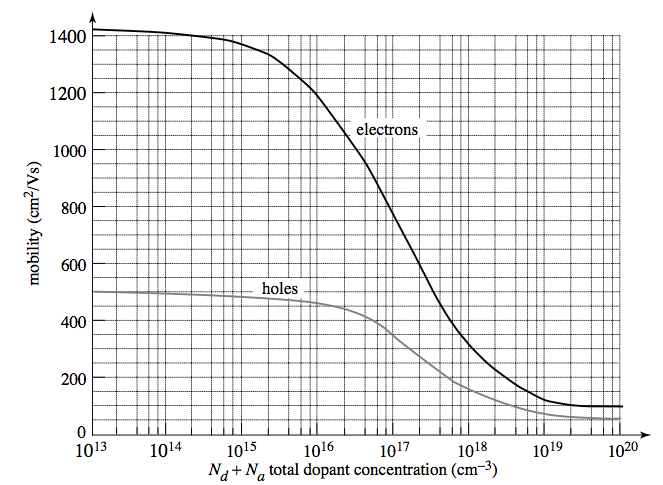 1400
1200
1000
800
600
400
200
0
mobility (cm²/Vs)
electrons
holes
10¹³ 10¹⁴ 10¹⁵ 10¹⁶ 10¹⁷ 10¹⁸ 10¹⁹ 10²⁰
N_d + N_a total dopant concentration (cm⁻³)